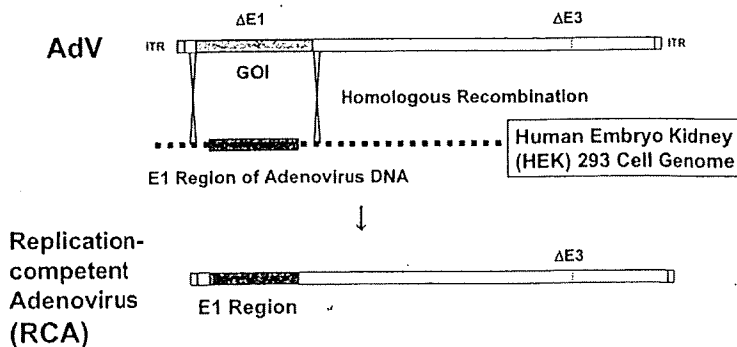 ΔE1
ΔE3
AdV
ITR
ITR
GOI
Homologous Recombination
Human Embryo Kidney
(HEK) 293 Cell Genome
E1 Region of Adenovirus DNA
↓
Replication-
competent
Adenovirus
(RCA)
ΔE3
E1 Region